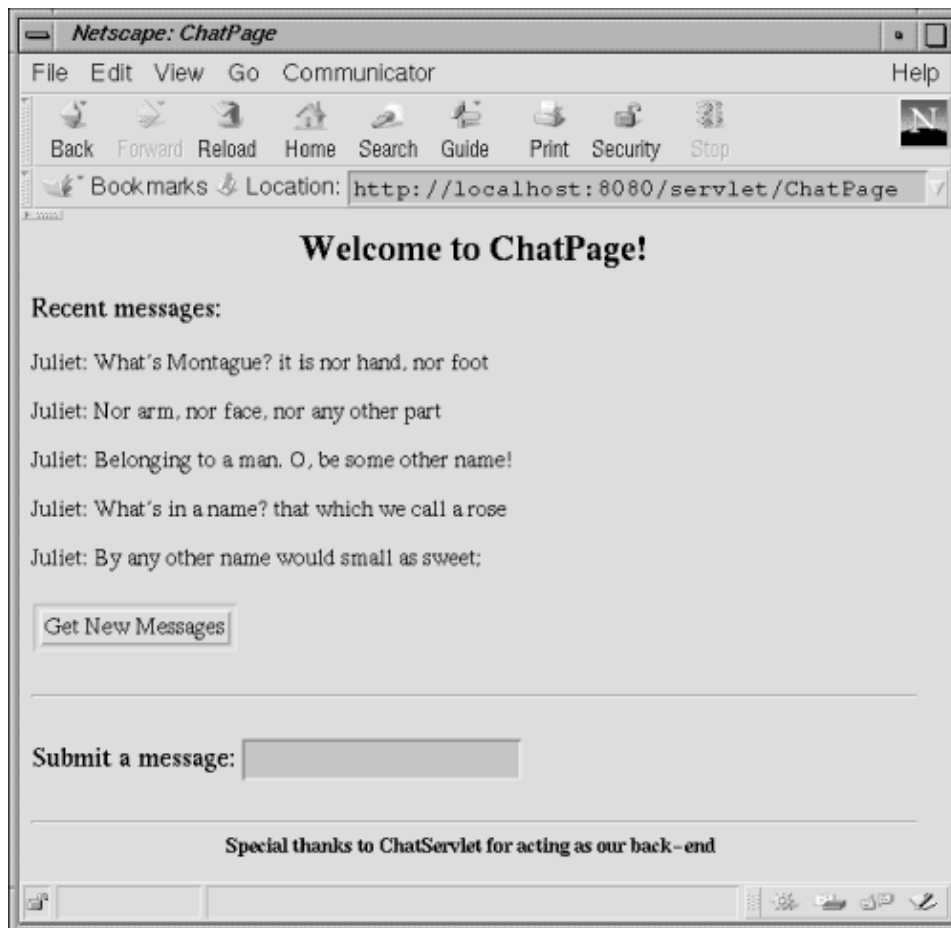 Netscape: ChatPage
File Edit View Go Communicator Help
Back Forward Reload Home Search Guide Print Security Stop
N
Bookmarks Location: http://localhost:8080/servlet/ChatPage
Welcome to ChatPage!
Recent messages:
Juliet: What's Montague? it is nor hand, nor foot
Juliet: Nor arm, nor face, nor any other part
Juliet: Belonging to a man. O, be some other name!
Juliet: What's in a name? that which we call a rose
Juliet: By any other name would small as sweet;
Get New Messages
Submit a message:
Special thanks to ChatServlet for acting as our back-end